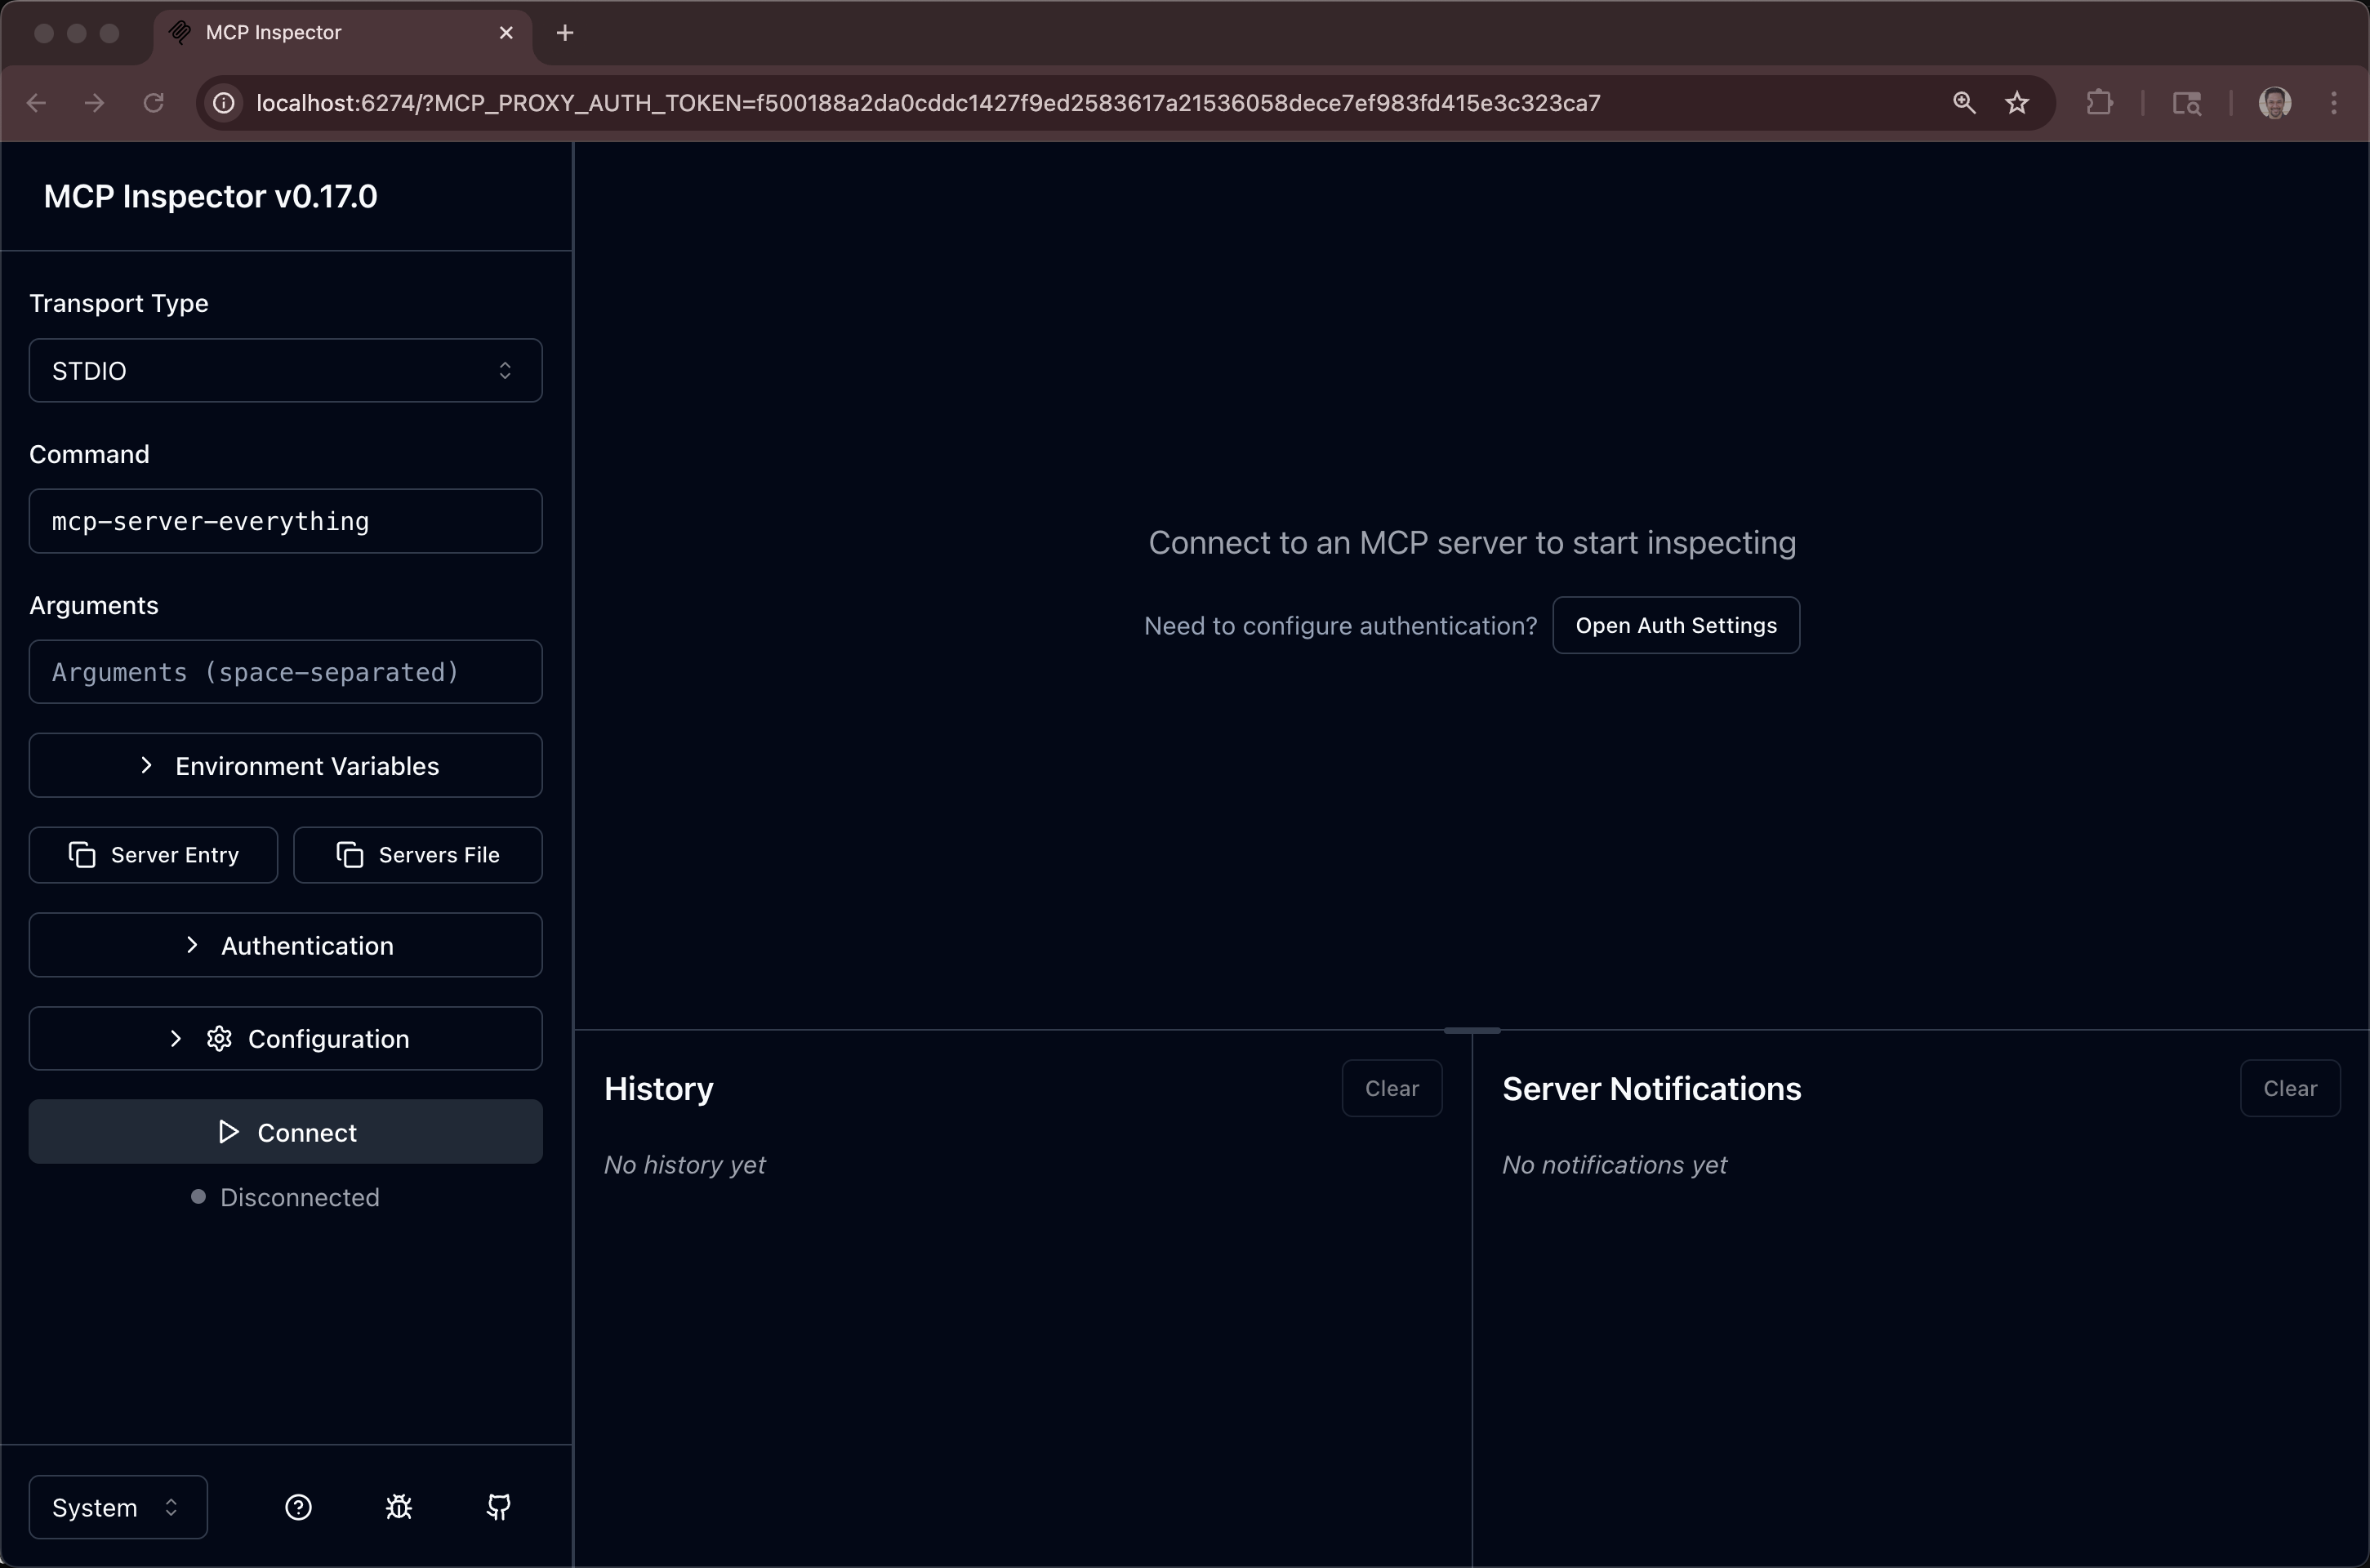 MCP Inspector
localhost:6274/?MCP_PROXY_AUTH_TOKEN=f500188a2da0cddc1427f9ed2583617a21536058dece7ef983fd415e3c323ca7
MCP Inspector v0.17.0
Transport Type
STDIO
Command
mcp-server-everything
Arguments
Arguments (space-separated)
Environment Variables
Server Entry
Servers File
Authentication
Configuration
Connect
Disconnected
System
Connect to an MCP server to start inspecting
Need to configure authentication? Open Auth Settings
History
Clear
No history yet
Server Notifications
Clear
No notifications yet